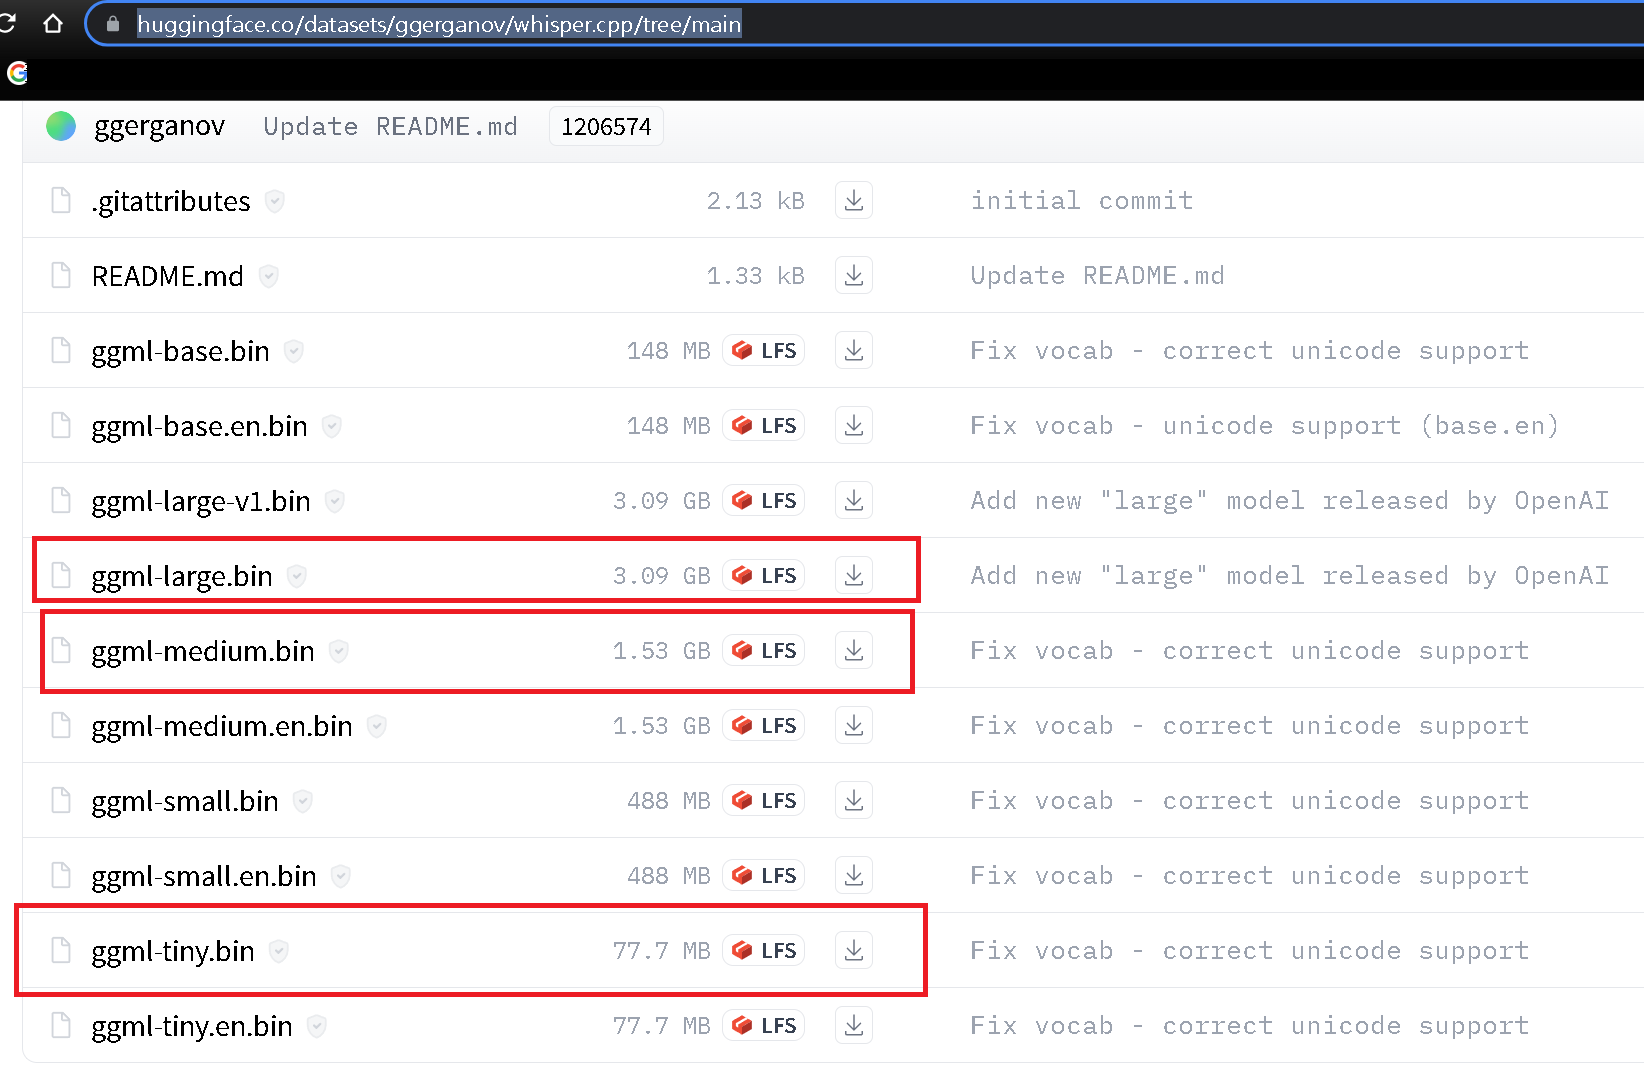 huggingface.co/datasets/ggerganov/whisper.cpp/tree/main
ggerganov Update README.md 1206574
.gitattributes 2.13 kB initial commit
README.md 1.33 kB Update README.md
ggml-base.bin 148 MB LFS Fix vocab - correct unicode support
ggml-base.en.bin 148 MB LFS Fix vocab - unicode support (base.en)
ggml-large-v1.bin 3.09 GB LFS Add new "large" model released by OpenAI
ggml-large.bin 3.09 GB LFS Add new "large" model released by OpenAI
ggml-medium.bin 1.53 GB LFS Fix vocab - correct unicode support
ggml-medium.en.bin 1.53 GB LFS Fix vocab - correct unicode support
ggml-small.bin 488 MB LFS Fix vocab - correct unicode support
ggml-small.en.bin 488 MB LFS Fix vocab - correct unicode support
ggml-tiny.bin 77.7 MB LFS Fix vocab - correct unicode support
ggml-tiny.en.bin 77.7 MB LFS Fix vocab - correct unicode support